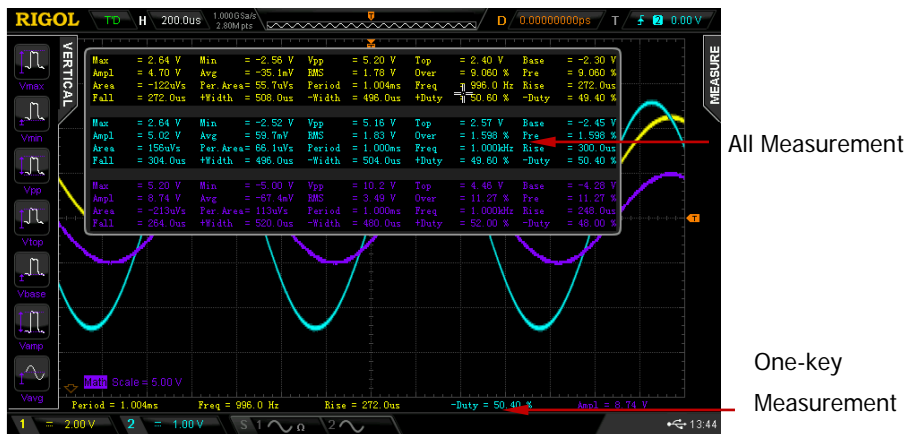 RIGOL T'D H 200.0us 1.000GSa/s 2.80M pts D 0.00000000ps T 2 0.00 V
VERTICAL
MEASURE
Vmax
Vmin
Vpp
Vtop
Vbase
Vamp
Vavg
Max = 2.64 V Min = -2.56 V Vpp = 5.20 V Top = 2.40 V Base = -2.30 V
Ampl = 4.70 V Avg = -35.1mV RMS = 1.78 V Over = 9.060 % Pre = 9.060 %
Area = -122uVs Per.Area= 55.7uVs Period = 1.004ms Freq = 996.0 Hz Rise = 272.0us
Fall = 272.0us +Width = 508.0us -Width = 496.0us +Duty = 50.60 % -Duty = 49.40 %
Max = 2.64 V Min = -2.52 V Vpp = 5.16 V Top = 2.57 V Base = -2.45 V
Ampl = 5.02 V Avg = 59.7mV RMS = 1.83 V Over = 1.598 % Pre = 1.598 %
Area = 156uVs Per.Area= 66.1uVs Period = 1.000ms Freq = 1.000kHz Rise = 300.0us
Fall = 304.0us +Width = 496.0us -Width = 504.0us +Duty = 49.60 % -Duty = 50.40 %
Max = 5.20 V Min = -5.00 V Vpp = 10.2 V Top = 4.46 V Base = -4.28 V
Ampl = 8.74 V Avg = -67.4mV RMS = 3.49 V Over = 11.27 % Pre = 11.27 %
Area = -213uVs Per.Area= 113uVs Period = 1.000ms Freq = 1.000kHz Rise = 248.0us
Fall = 264.0us +Width = 520.0us -Width = 480.0us +Duty = 52.00 % -Duty = 48.00 %
T
All Measurement
Math Scale = 5.00 V
Period = 1.004ms Freq = 996.0 Hz Rise = 272.0us -Duty = 50.40 % Ampl = 8.74 V
One-key
Measurement
1 = 2.00 V 2 = 1.00 V S 1 Ω 2 13:44